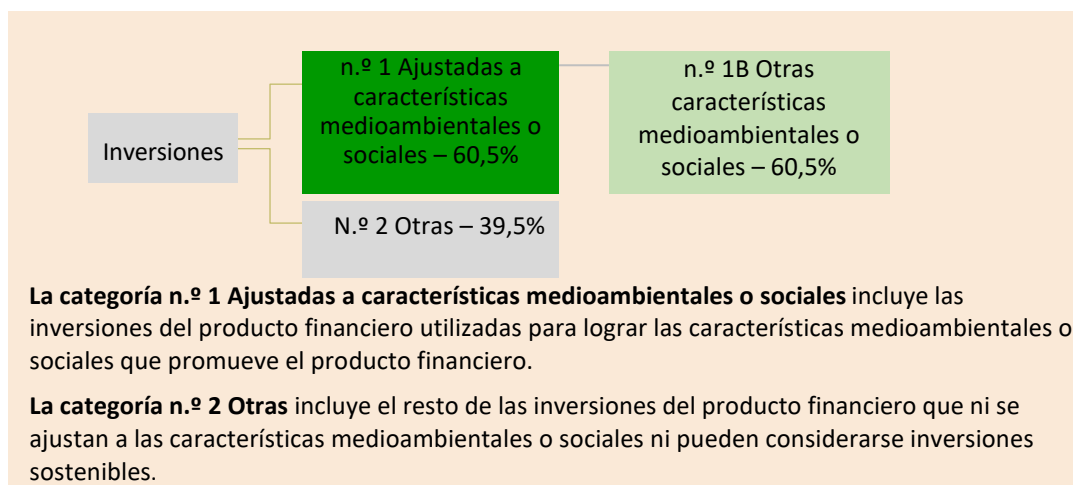 n.º 1 Ajustadas a
características
medioambientales o
sociales – 60,5%
n.º 1B Otras
características
medioambientales o
sociales – 60,5%
Inversiones
N.º 2 Otras – 39,5%
La categoría n.º 1 Ajustadas a características medioambientales o sociales incluye las
inversiones del producto financiero utilizadas para lograr las características medioambientales o
sociales que promueve el producto financiero.
La categoría n.º 2 Otras incluye el resto de las inversiones del producto financiero que ni se
ajustan a las características medioambientales o sociales ni pueden considerarse inversiones
sostenibles.